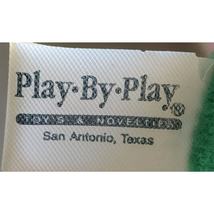 Play·By·Play®
TOYS & NOVELTIES
San Antonio, Texas